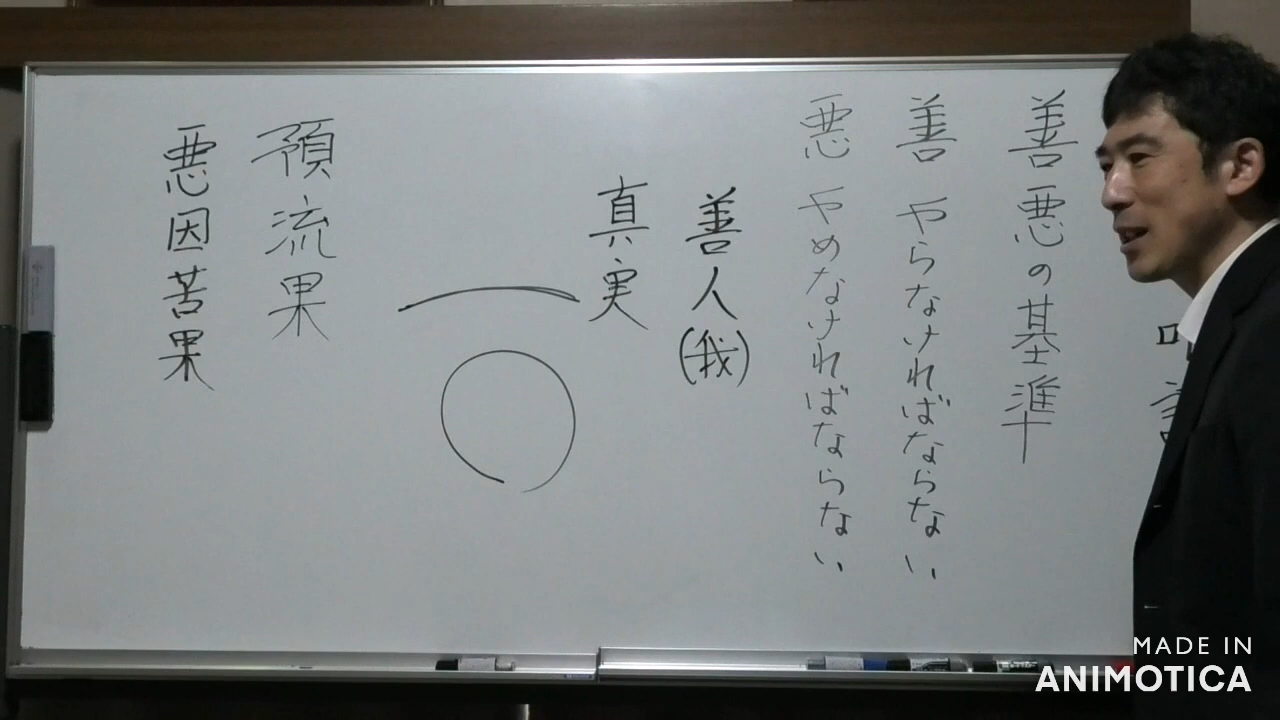 善悪の基準
善 やらなければならない
悪 やめなければならない
善人(我)
真実
預流果
悪因苦果
MADE IN
ANIMOTICA